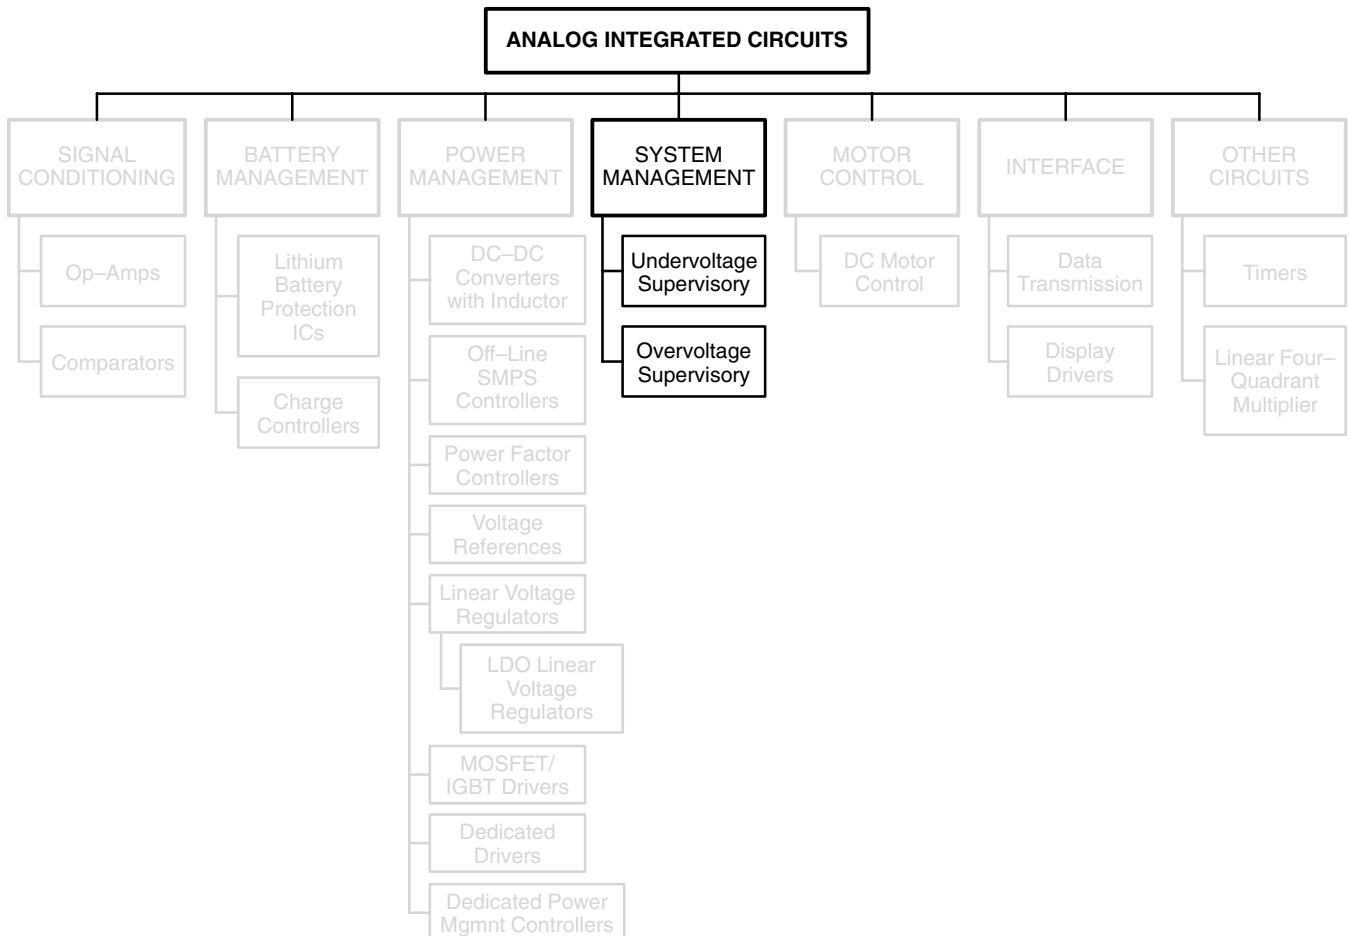 ANALOG INTEGRATED CIRCUITS
SIGNAL
CONDITIONING
Op–Amps
Comparators
BATTERY
MANAGEMENT
Lithium
Battery
Protection
ICs
Charge
Controllers
POWER
MANAGEMENT
DC–DC
Converters
with Inductor
Off–Line
SMPS
Controllers
Power Factor
Controllers
Voltage
References
Linear Voltage
Regulators
LDO Linear
Voltage
Regulators
MOSFET/
IGBT Drivers
Dedicated
Drivers
Dedicated Power
Mgmnt Controllers
SYSTEM
MANAGEMENT
Undervoltage
Supervisory
Overvoltage
Supervisory
MOTOR
CONTROL
DC Motor
Control
INTERFACE
Data
Transmission
Display
Drivers
OTHER
CIRCUITS
Timers
Linear Four–
Quadrant
Multiplier